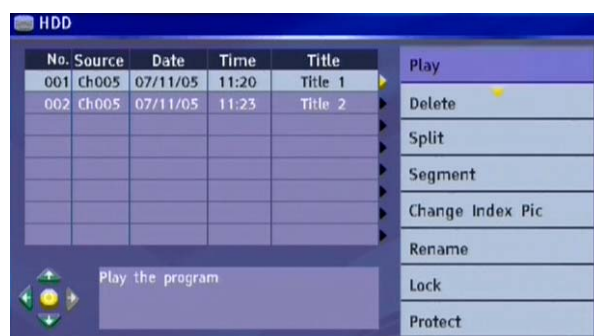 HDD
No. Source Date Time Title
001 Ch005 07/11/05 11:20 Title 1
002 Ch005 07/11/05 11:23 Title 2
Play
Delete
Split
Segment
Change Index Pic
Rename
Lock
Protect
Play the program